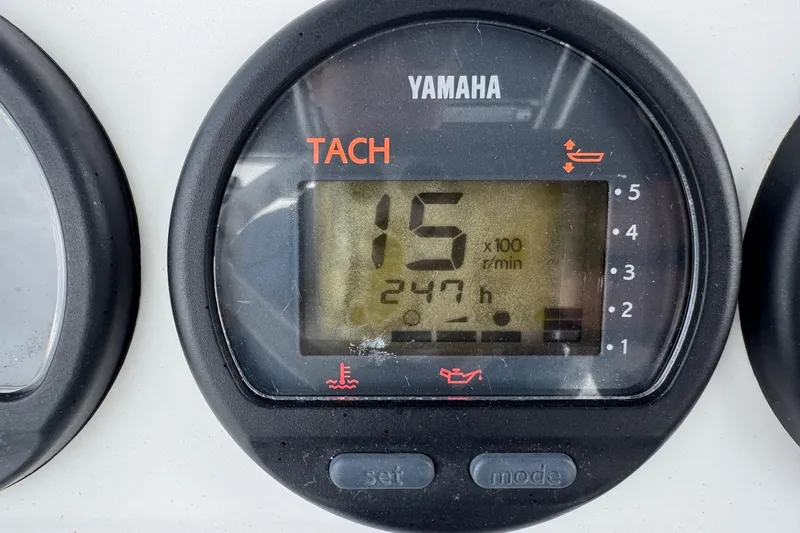 YAMAHA
TACH
15 x100
r/min
247 h
5
4
3
2
1
set
mode